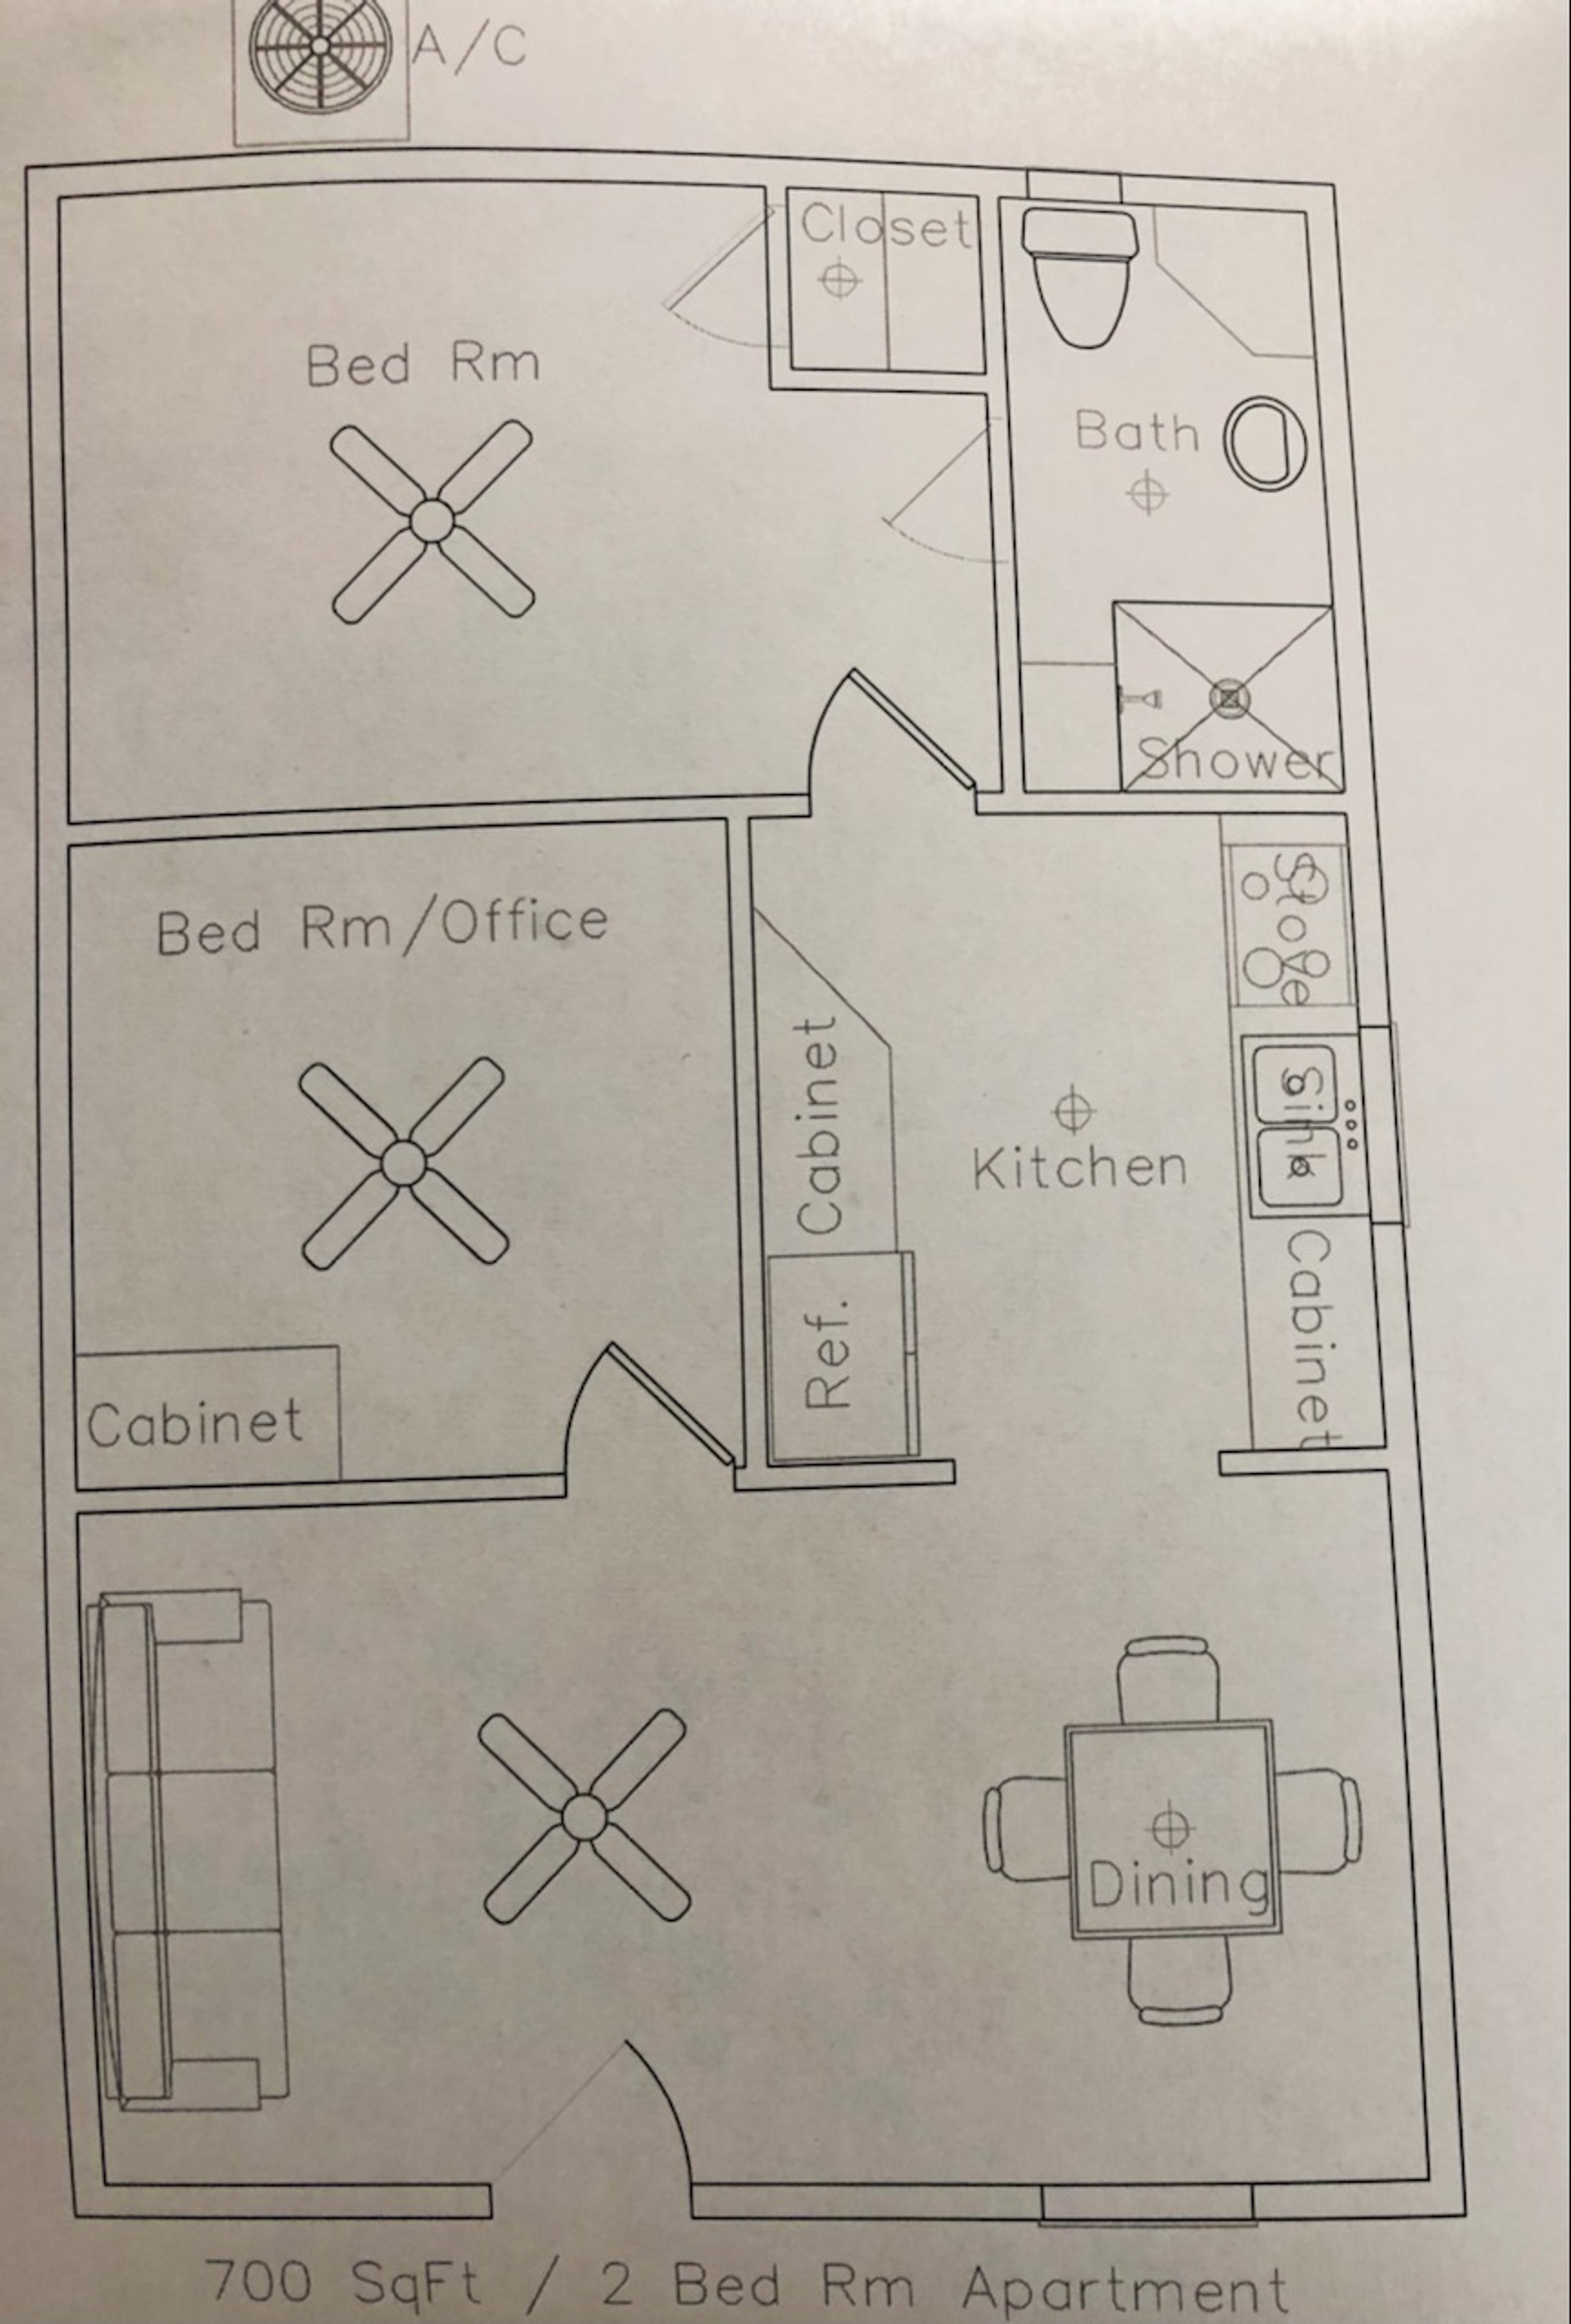 A/C
Closet
Bed Rm
Bath
Shower
Bed Rm/Office
Stove
Cabinet
Sink
Kitchen
Ref.
Cabinet
Cabinet
Dining
700 SqFt / 2 Bed Rm Apartment